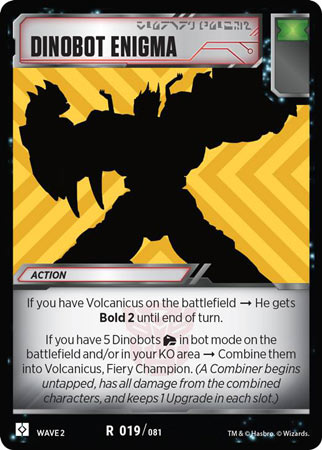 DINOBOT ENIGMA
ACTION
If you have Volcanicus on the battlefield → He gets
Bold 2 until end of turn.
If you have 5 Dinobots in bot mode on the
battlefield and/or in your KO area → Combine them
into Volcanicus, Fiery Champion. (A Combiner begins
untapped, has all damage from the combined
characters, and keeps 1 Upgrade in each slot.)
WAVE 2 R 019/081 TM & © Hasbro. © Wizards.